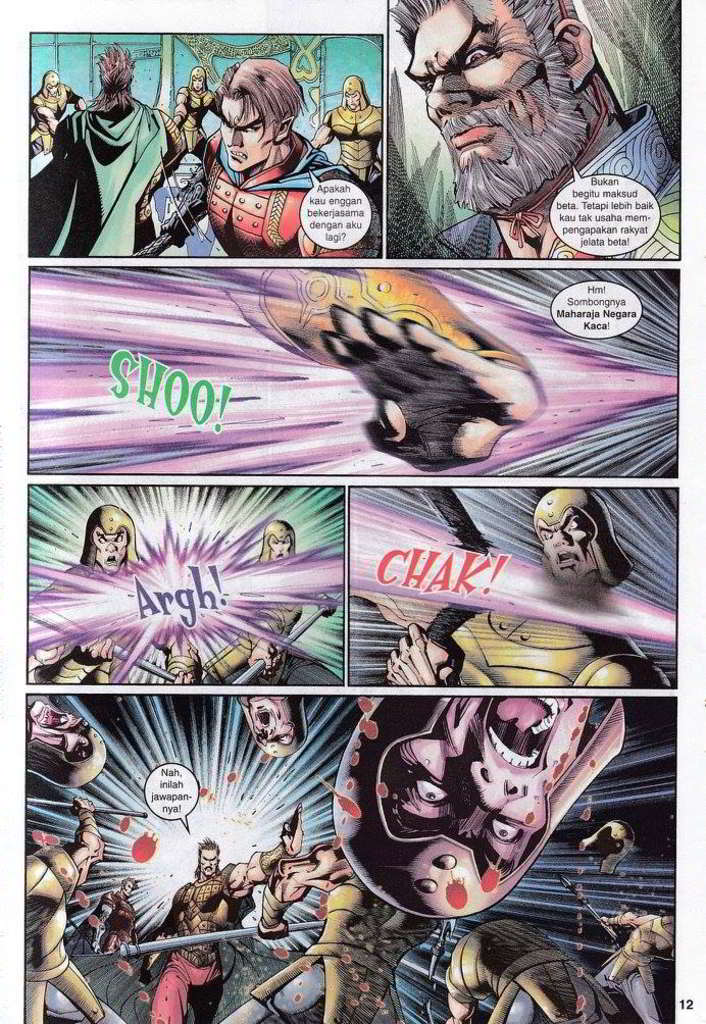 Apakah
kau enggan
bekerjasama
dengan aku
lagi?
Bukan
begitu maksud
beta. Tetapi lebih baik
kau tak usaha mem-
pengapakan rakyat
jelata beta!
Hm!
Sombongnya
Maharaja Negara
Kaca!
SHOO!
Argh!
CHAK!
Nah,
inilah
jawapan-
nya!
12